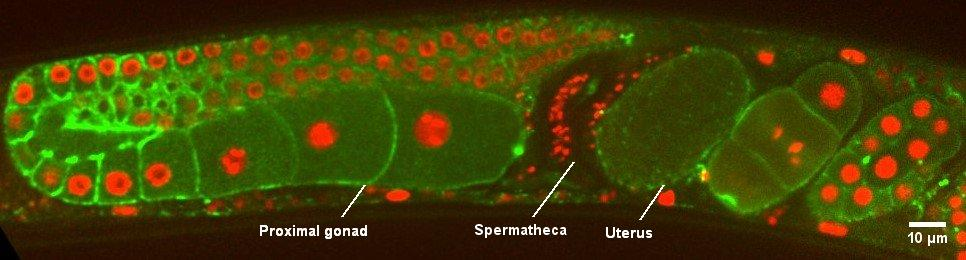 Proximal gonad
Spermatheca
Uterus
10 µm